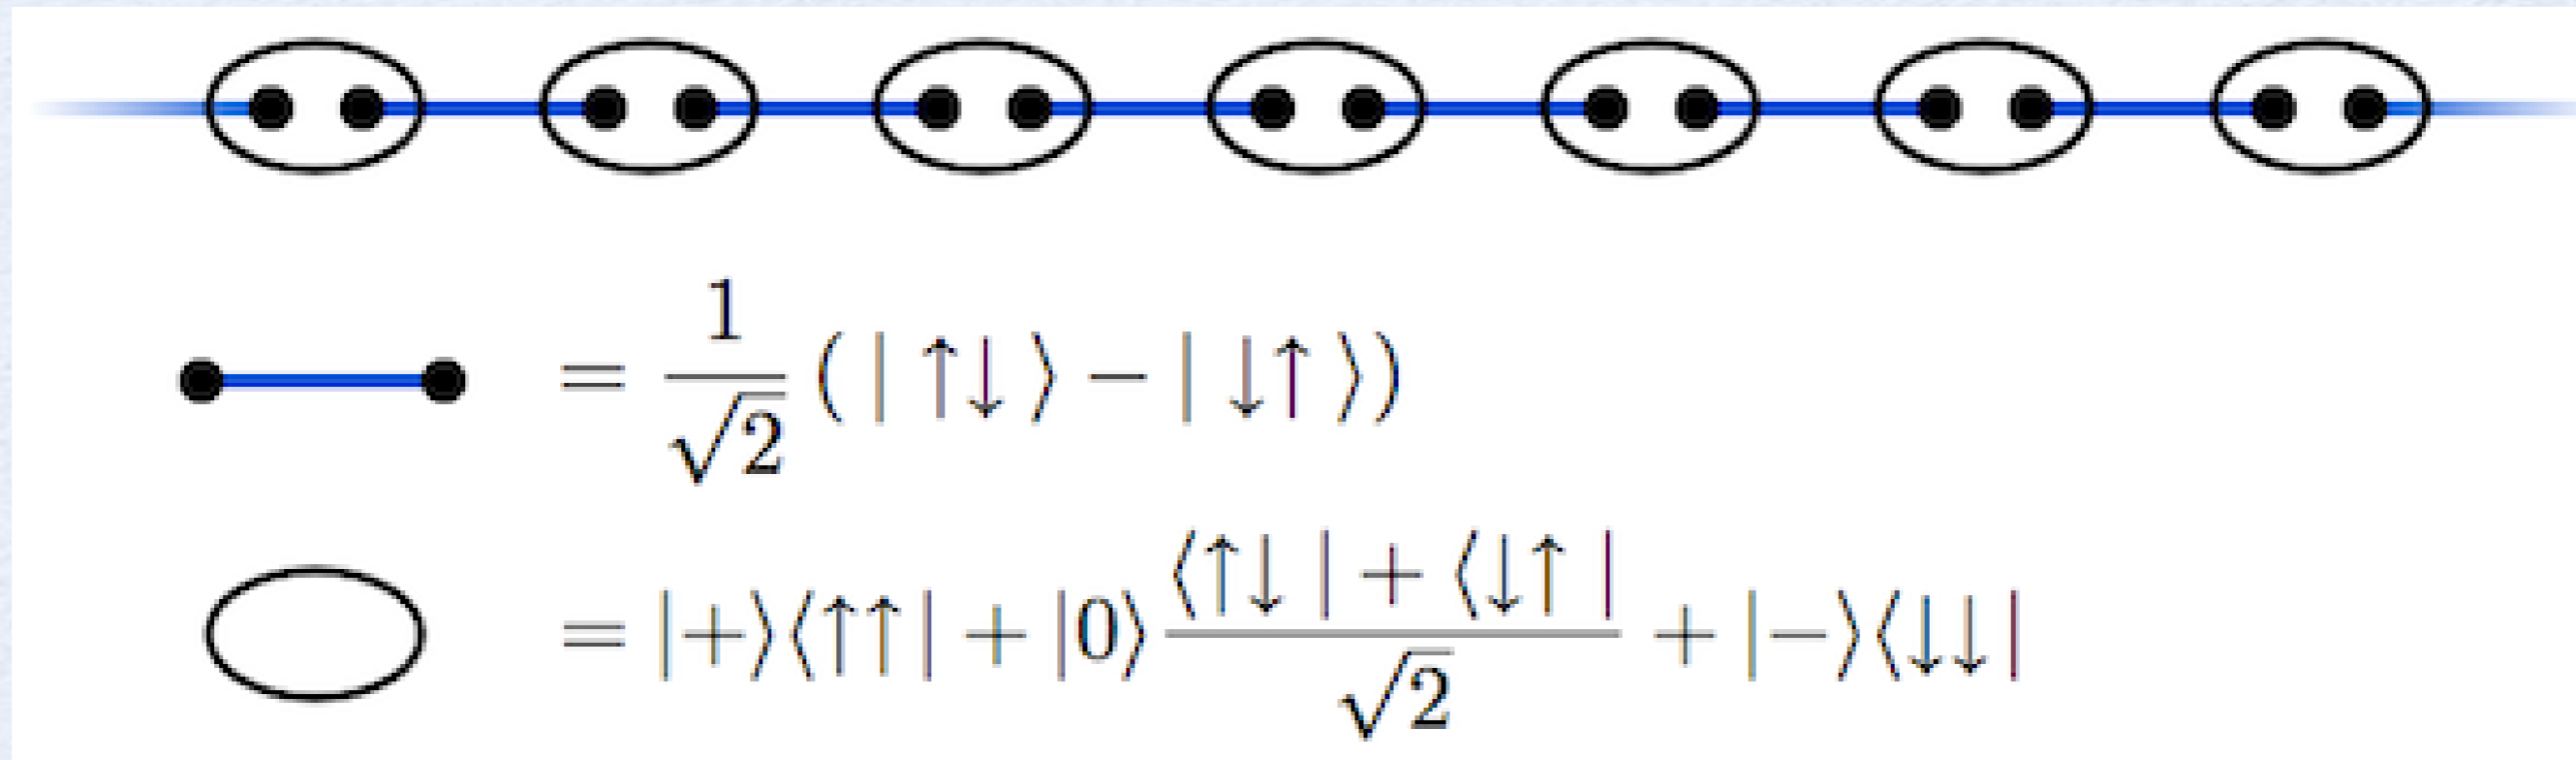 = 1/√2 ( | ↑↓ ⟩ − | ↓↑ ⟩)
= |+⟩⟨↑↑| + |0⟩ (⟨↑↓ | + ⟨↓↑ |)/√2 + |−⟩⟨↓↓|